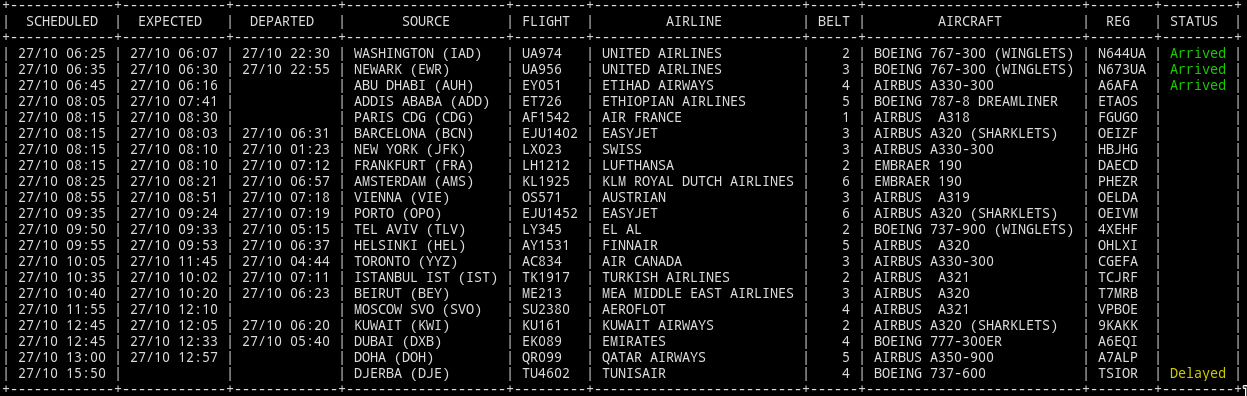 SCHEDULED | EXPECTED | DEPARTED | SOURCE | FLIGHT | AIRLINE | BELT | AIRCRAFT | REG | STATUS
27/10 06:25 | 27/10 06:07 | 27/10 22:30 | WASHINGTON (IAD) | UA974 | UNITED AIRLINES | 2 | BOEING 767-300 (WINGLETS) | N644UA | Arrived
27/10 06:35 | 27/10 06:30 | 27/10 22:55 | NEWARK (EWR) | UA956 | UNITED AIRLINES | 3 | BOEING 767-300 (WINGLETS) | N673UA | Arrived
27/10 06:45 | 27/10 06:16 | | ABU DHABI (AUH) | EY051 | ETIHAD AIRWAYS | 4 | AIRBUS A330-300 | A6AFA | Arrived
27/10 08:05 | 27/10 07:41 | | ADDIS ABABA (ADD) | ET726 | ETHIOPIAN AIRLINES | 5 | BOEING 787-8 DREAMLINER | ETAOS |
27/10 08:15 | 27/10 08:30 | | PARIS CDG (CDG) | AF1542 | AIR FRANCE | 1 | AIRBUS  A318 | FGUGO |
27/10 08:15 | 27/10 08:03 | 27/10 06:31 | BARCELONA (BCN) | EJU1402 | EASYJET | 3 | AIRBUS A320 (SHARKLETS) | OEIZF |
27/10 08:15 | 27/10 08:10 | 27/10 01:23 | NEW YORK (JFK) | LX023 | SWISS | 3 | AIRBUS A330-300 | HBJHG |
27/10 08:15 | 27/10 08:10 | 27/10 07:12 | FRANKFURT (FRA) | LH1212 | LUFTHANSA | 2 | EMBRAER 190 | DAECD |
27/10 08:25 | 27/10 08:21 | 27/10 06:57 | AMSTERDAM (AMS) | KL1925 | KLM ROYAL DUTCH AIRLINES | 6 | EMBRAER 190 | PHEZR |
27/10 08:55 | 27/10 08:51 | 27/10 07:18 | VIENNA (VIE) | OS571 | AUSTRIAN | 3 | AIRBUS  A319 | OELDA |
27/10 09:35 | 27/10 09:24 | 27/10 07:19 | PORTO (OPO) | EJU1452 | EASYJET | 6 | AIRBUS A320 (SHARKLETS) | OEIVM |
27/10 09:50 | 27/10 09:33 | 27/10 05:15 | TEL AVIV (TLV) | LY345 | EL AL | 2 | BOEING 737-900 (WINGLETS) | 4XEHF |
27/10 09:55 | 27/10 09:53 | 27/10 06:37 | HELSINKI (HEL) | AY1531 | FINNAIR | 5 | AIRBUS  A320 | OHLXI |
27/10 10:05 | 27/10 11:45 | 27/10 04:44 | TORONTO (YYZ) | AC834 | AIR CANADA | 3 | AIRBUS A330-300 | CGEFA |
27/10 10:35 | 27/10 10:02 | 27/10 07:11 | ISTANBUL IST (IST) | TK1917 | TURKISH AIRLINES | 2 | AIRBUS  A321 | TCJRF |
27/10 10:40 | 27/10 10:20 | 27/10 06:23 | BEIRUT (BEY) | ME213 | MEA MIDDLE EAST AIRLINES | 3 | AIRBUS  A320 | T7MRB |
27/10 11:55 | 27/10 12:10 | | MOSCOW SVO (SVO) | SU2380 | AEROFLOT | 4 | AIRBUS  A321 | VPBOE |
27/10 12:45 | 27/10 12:05 | 27/10 06:20 | KUWAIT (KWI) | KU161 | KUWAIT AIRWAYS | 2 | AIRBUS A320 (SHARKLETS) | 9KAKK |
27/10 12:45 | 27/10 12:33 | 27/10 05:40 | DUBAI (DXB) | EK089 | EMIRATES | 4 | BOEING 777-300ER | A6EQI |
27/10 13:00 | 27/10 12:57 | | DOHA (DOH) | QR099 | QATAR AIRWAYS | 5 | AIRBUS A350-900 | A7ALP |
27/10 15:50 | | | DJERBA (DJE) | TU4602 | TUNISAIR | 4 | BOEING 737-600 | TSIOR | Delayed